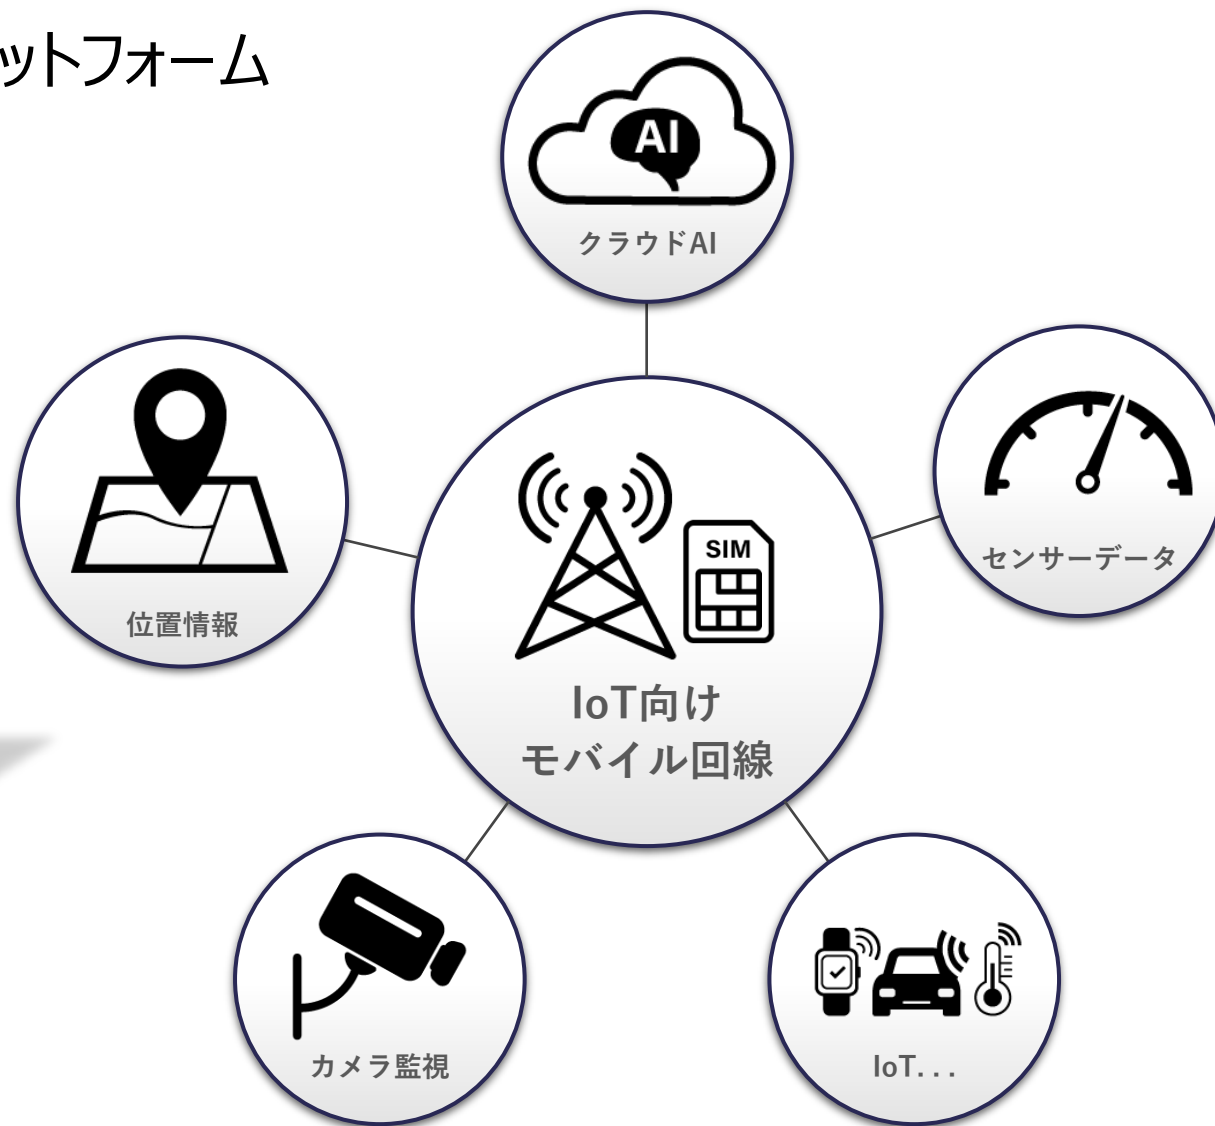 ットフォーム
AI
クラウドAI
位置情報
センサーデータ
SIM
IoT向け
モバイル回線
カメラ監視
IoT...